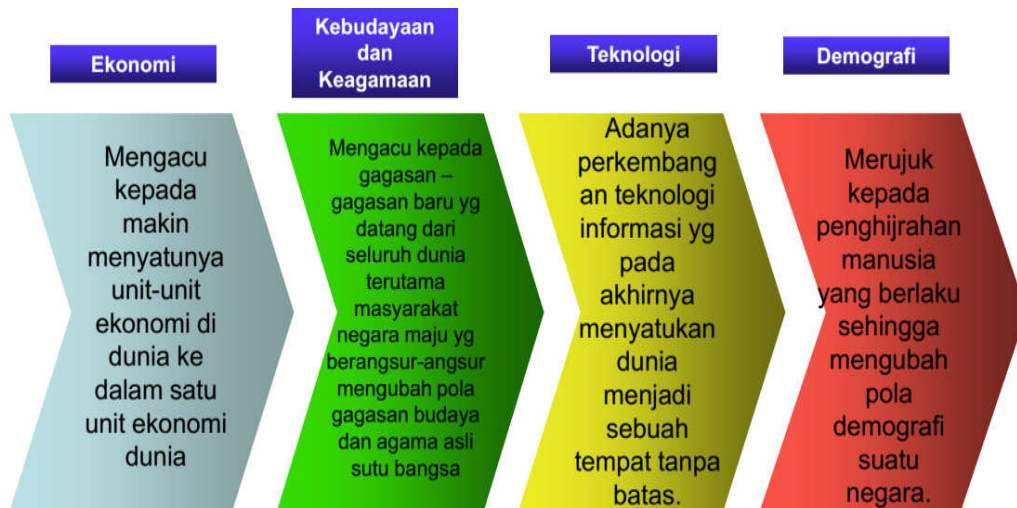 Ekonomi
Mengacu
kepada
makin
menyatunya
unit-unit
ekonomi di
dunia ke
dalam satu
unit ekonomi
dunia
Kebudayaan
dan
Keagamaan
Mengacu kepada
gagasan –
gagasan baru yg
datang dari
seluruh dunia
terutama
masyarakat
negara maju yg
berangsur-angsur
mengubah pola
gagasan budaya
dan agama asli
sutu bangsa
Teknologi
Adanya
perkembang
an teknologi
informasi yg
pada
akhirnya
menyatukan
dunia
menjadi
sebuah
tempat tanpa
batas.
Demografi
Merujuk
kepada
penghijrahan
manusia
yang berlaku
sehingga
mengubah
pola
demografi
suatu
negara.